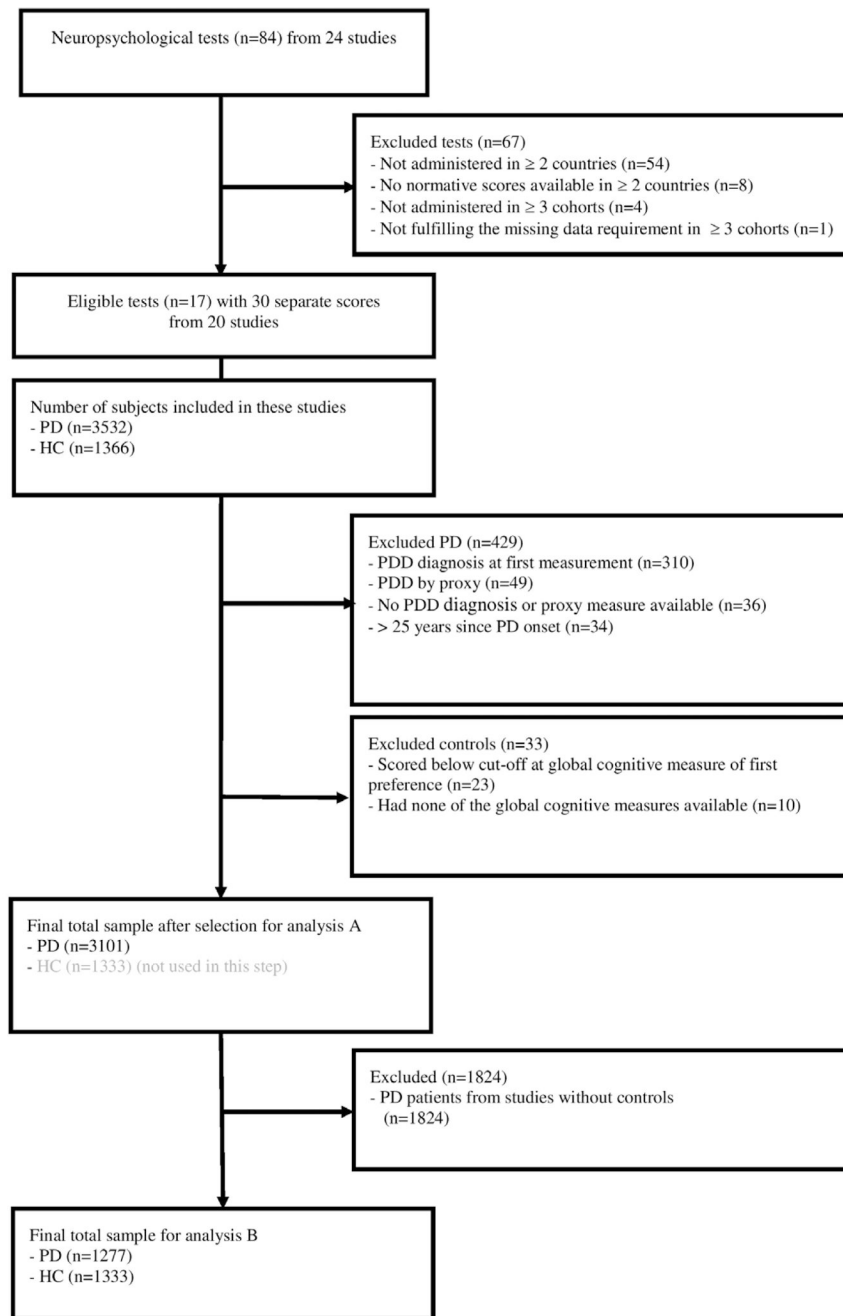 Neuropsychological tests (n=84) from 24 studies
Excluded tests (n=67)
- Not administered in ≥ 2 countries (n=54)
- No normative scores available in ≥ 2 countries (n=8)
- Not administered in ≥ 3 cohorts (n=4)
- Not fulfilling the missing data requirement in ≥ 3 cohorts (n=1)
Eligible tests (n=17) with 30 separate scores
from 20 studies
Number of subjects included in these studies
- PD (n=3532)
- HC (n=1366)
Excluded PD (n=429)
- PDD diagnosis at first measurement (n=310)
- PDD by proxy (n=49)
- No PDD diagnosis or proxy measure available (n=36)
- > 25 years since PD onset (n=34)
Excluded controls (n=33)
- Scored below cut-off at global cognitive measure of first
preference (n=23)
- Had none of the global cognitive measures available (n=10)
Final total sample after selection for analysis A
- PD (n=3101)
- HC (n=1333) (not used in this step)
Excluded (n=1824)
- PD patients from studies without controls
(n=1824)
Final total sample for analysis B
- PD (n=1277)
- HC (n=1333)